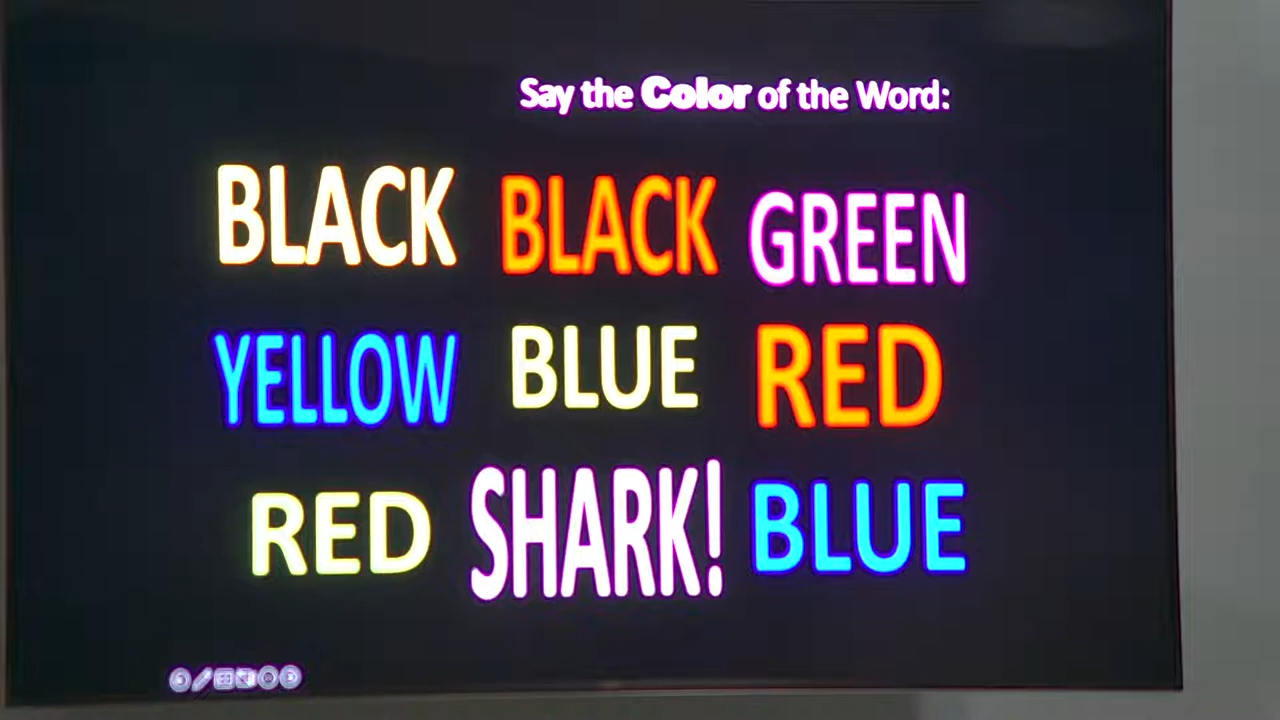 Say the Color of the Word:
BLACK BLACK GREEN
YELLOW BLUE RED
RED SHARK! BLUE